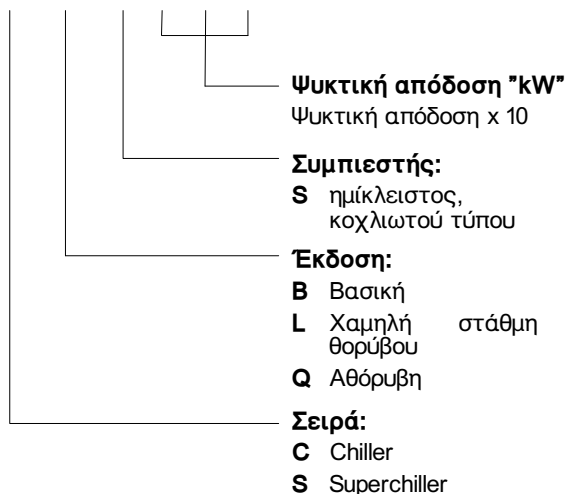 Ψυκτική απόδοση "kW"
Ψυκτική απόδοση x 10
Συμπιεστής:
S ημίκλειστος,
κοχλιωτού τύπου
Έκδοση:
B Βασική
L Χαμηλή στάθμη
θορύβου
Q Αθόρυβη
Σειρά:
C Chiller
S Superchiller